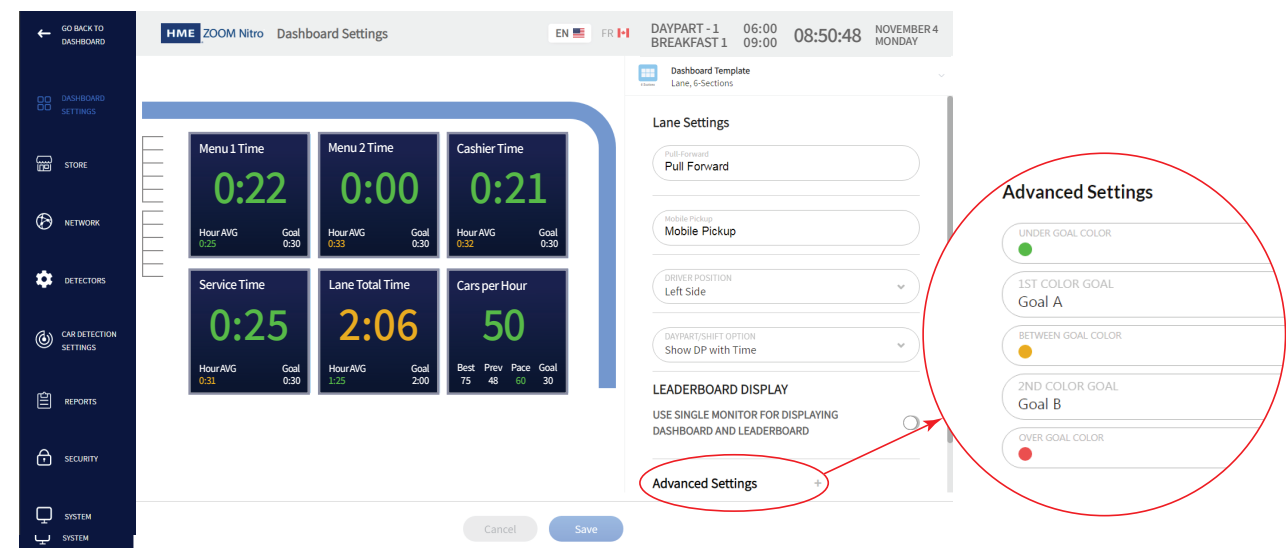 GO BACK TO
DASHBOARD
HME ZOOM Nitro Dashboard Settings
EN FR
DAYPART - 1 06:00
BREAKFAST 1 09:00
08:50:48
NOVEMBER 4
MONDAY
DASHBOARD
SETTINGS
STORE
NETWORK
DETECTORS
CAR DETECTION
SETTINGS
REPORTS
SECURITY
SYSTEM
SYSTEM
Menu 1 Time
0:22
Hour AVG Goal
0:25 0:30
Menu 2 Time
0:00
Hour AVG Goal
0:33 0:30
Cashier Time
0:21
Hour AVG Goal
0:32 0:30
Service Time
0:25
Hour AVG Goal
0:31 0:30
Lane Total Time
2:06
Hour AVG Goal
1:25 2:00
Cars per Hour
50
Best Prev Pace Goal
75 48 60 30
Cancel Save
Dashboard Template
Lane, 6-Sections
Lane Settings
Pull-Forward
Pull Forward
Mobile Pickup
Mobile Pickup
DRIVER POSITION
Left Side
DAYPART/SHIFT OPTION
Show DP with Time
LEADERBOARD DISPLAY
USE SINGLE MONITOR FOR DISPLAYING
DASHBOARD AND LEADERBOARD
Advanced Settings +
Advanced Settings
UNDER GOAL COLOR
1ST COLOR GOAL
Goal A
BETWEEN GOAL COLOR
2ND COLOR GOAL
Goal B
OVER GOAL COLOR